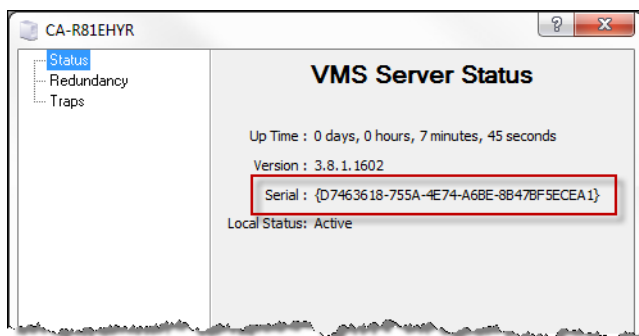 CA-R81EHYR
?
Status
Redundancy
Traps
VMS Server Status
Up Time : 0 days, 0 hours, 7 minutes, 45 seconds
Version : 3.8.1.1602
Serial : {D7463618-755A-4E74-A6BE-8B47BF5ECEA1}
Local Status: Active